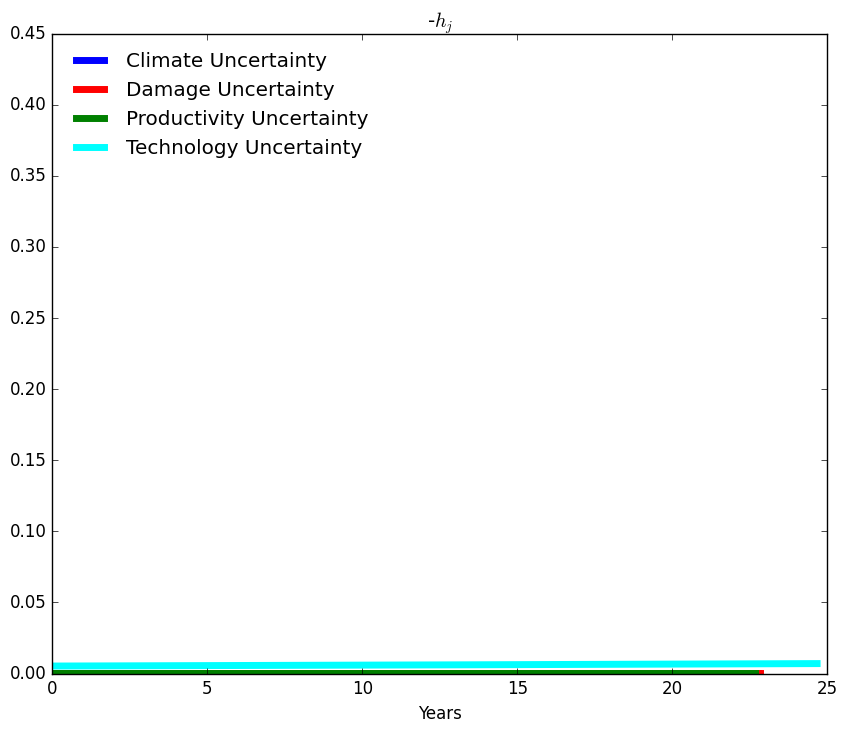 -h_j
0.45
Climate Uncertainty
Damage Uncertainty
0.40
Productivity Uncertainty
Technology Uncertainty
0.35
0.30
0.25
0.20
0.15
0.10
0.05
0.00
0 5 10 15 20 25
Years